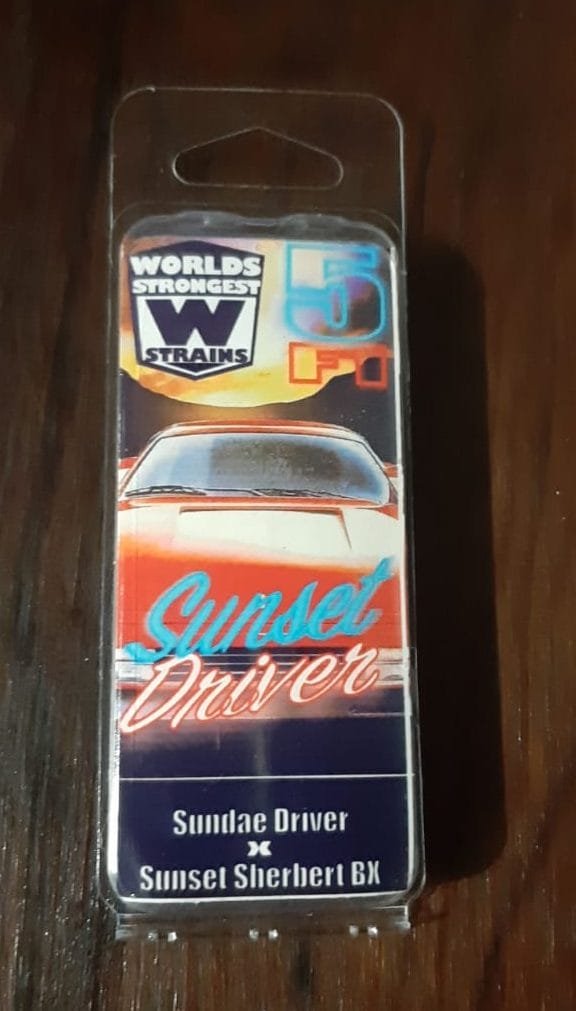 WORLDS
STRONGEST
W
STRAINS
5
F1
Sunset
Driver
Sundae Driver
X
Sunset Sherbert BX